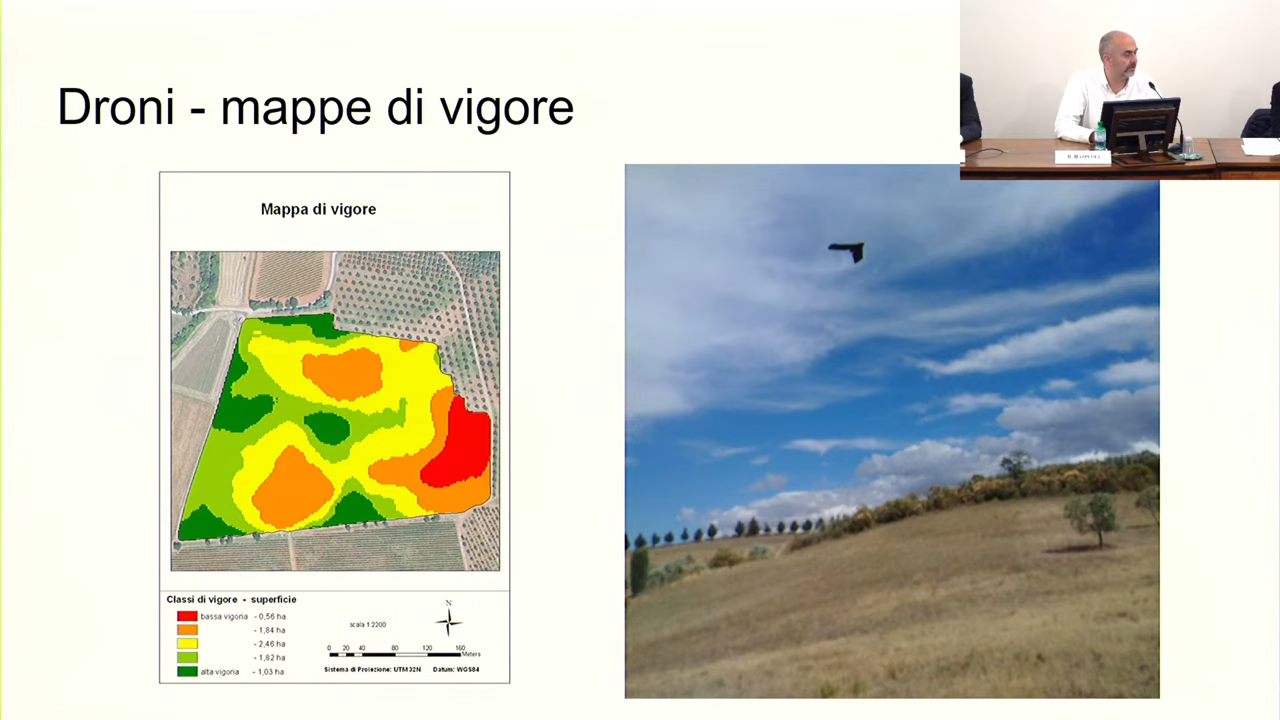 Droni - mappe di vigore
Mappa di vigore
Classi di vigore - superficie
bassa vigoria - 0,56 ha
- 1,84 ha
- 2,46 ha
- 1,82 ha
alta vigoria - 1,03 ha
scala 1:2200
N
0 20 40 80 120 160
Meters
Sistema di Proiezione: UTM32N Datum: WGS84